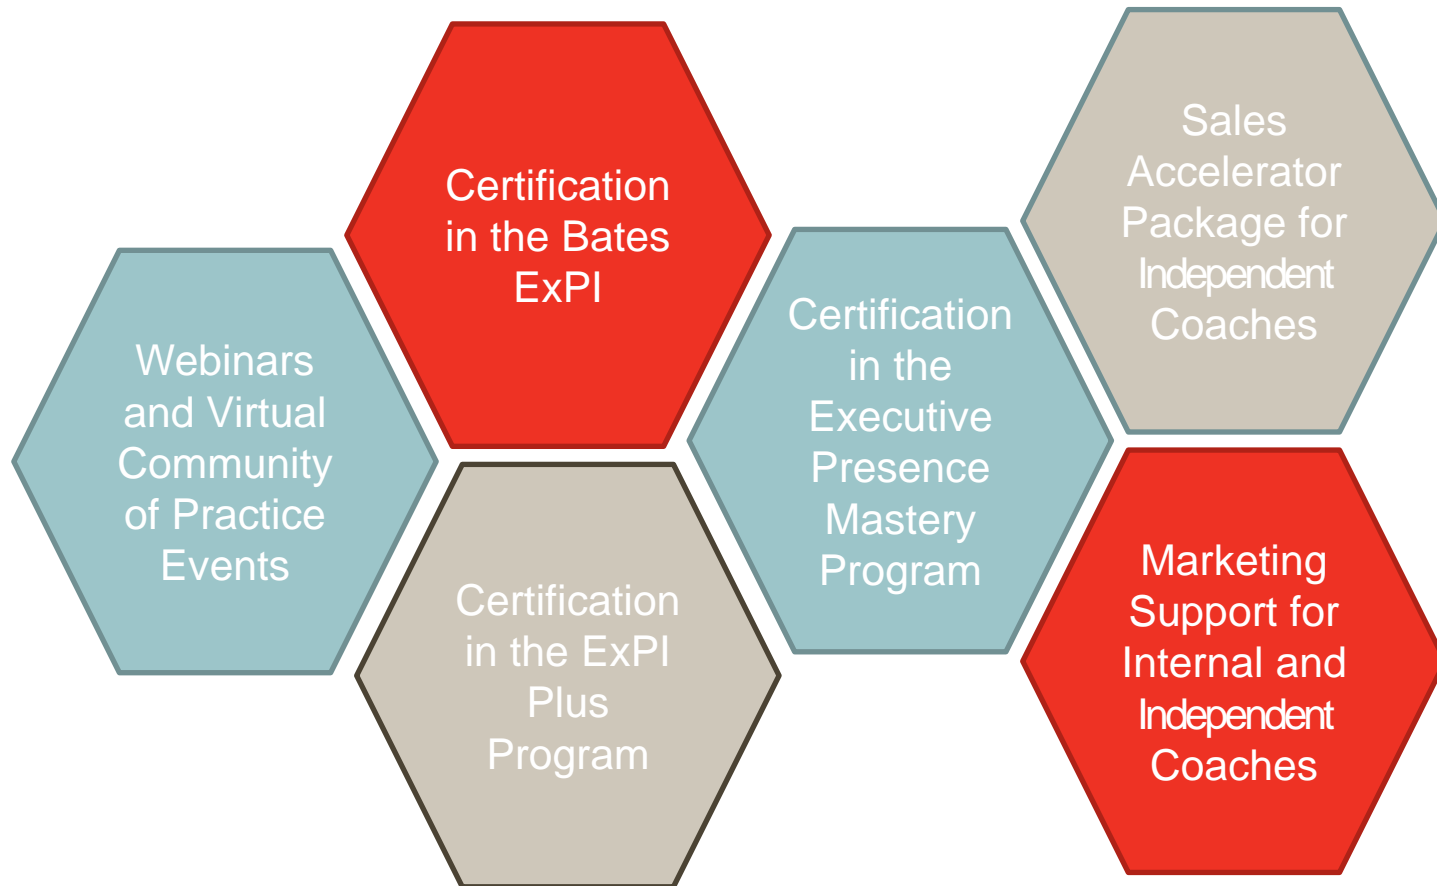 Webinars
and Virtual
Community
of Practice
Events
Certification
in the Bates
ExPI
Certification
in the ExPI
Plus
Program
Certification
in the
Executive
Presence
Mastery
Program
Sales
Accelerator
Package for
Independent
Coaches
Marketing
Support for
Internal and
Independent
Coaches